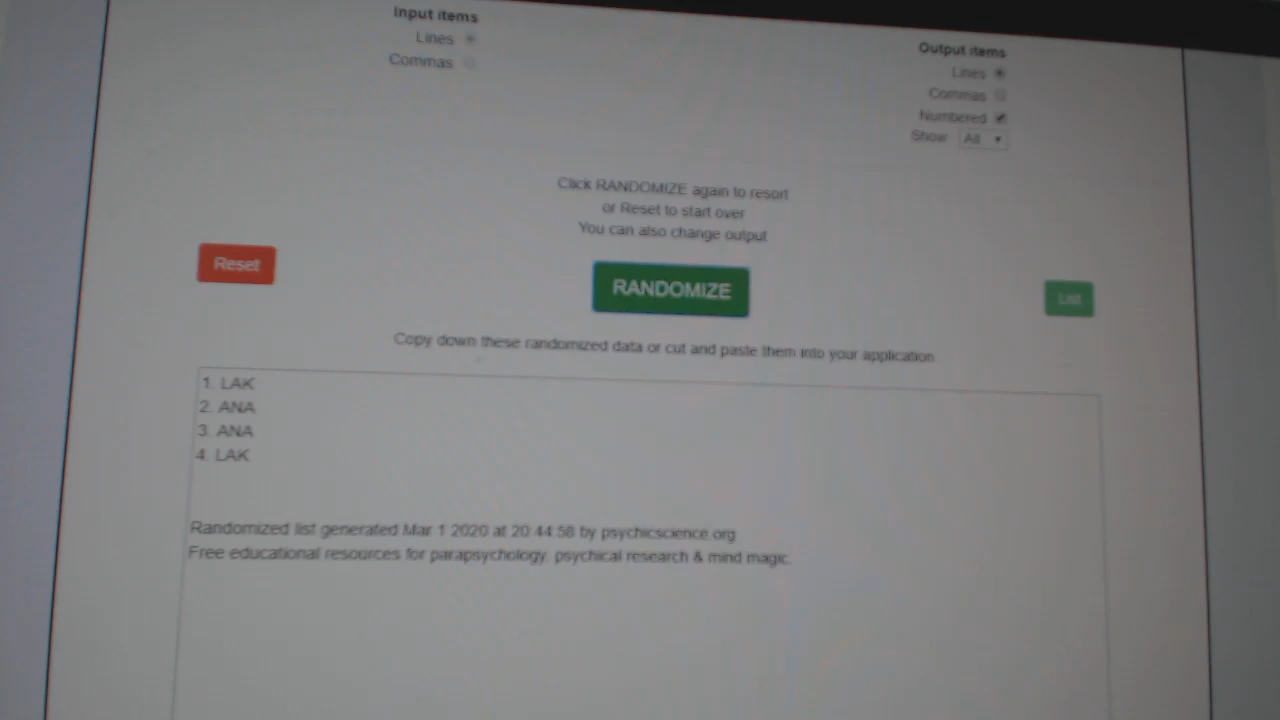 Input items
Lines
Commas
Output items
Lines
Commas
Numbered
Show All
Click RANDOMIZE again to resort
or Reset to start over
You can also change output
Reset
RANDOMIZE
List
Copy down these randomized data or cut and paste them into your application
1. LAK
2. ANA
3. ANA
4. LAK
Randomized list generated Mar 1 2020 at 20:44:58 by psychicscience.org
Free educational resources for parapsychology, psychical research & mind magic.